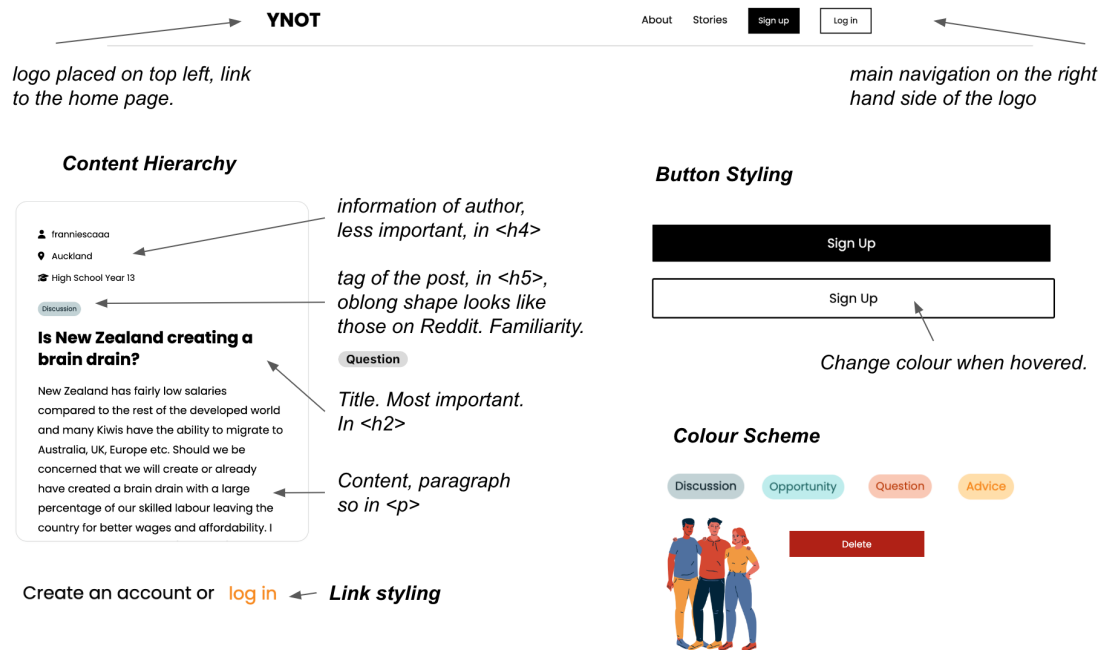 YNOT
About Stories Sign up Log in
logo placed on top left, link
to the home page.
main navigation on the right
hand side of the logo
Content Hierarchy
franniescaaa
Auckland
High School Year 13
Discussion
Is New Zealand creating a
brain drain?
New Zealand has fairly low salaries
compared to the rest of the developed world
and many Kiwis have the ability to migrate to
Australia, UK, Europe etc. Should we be
concerned that we will create or already
have created a brain drain with a large
percentage of our skilled labour leaving the
country for better wages and affordability. I
information of author,
less important, in <h4>
tag of the post, in <h5>,
oblong shape looks like
those on Reddit. Familiarity.
Question
Title. Most important.
In <h2>
Content, paragraph
so in <p>
Create an account or log in
Link styling
Button Styling
Sign Up
Sign Up
Change colour when hovered.
Colour Scheme
Discussion Opportunity Question Advice
Delete